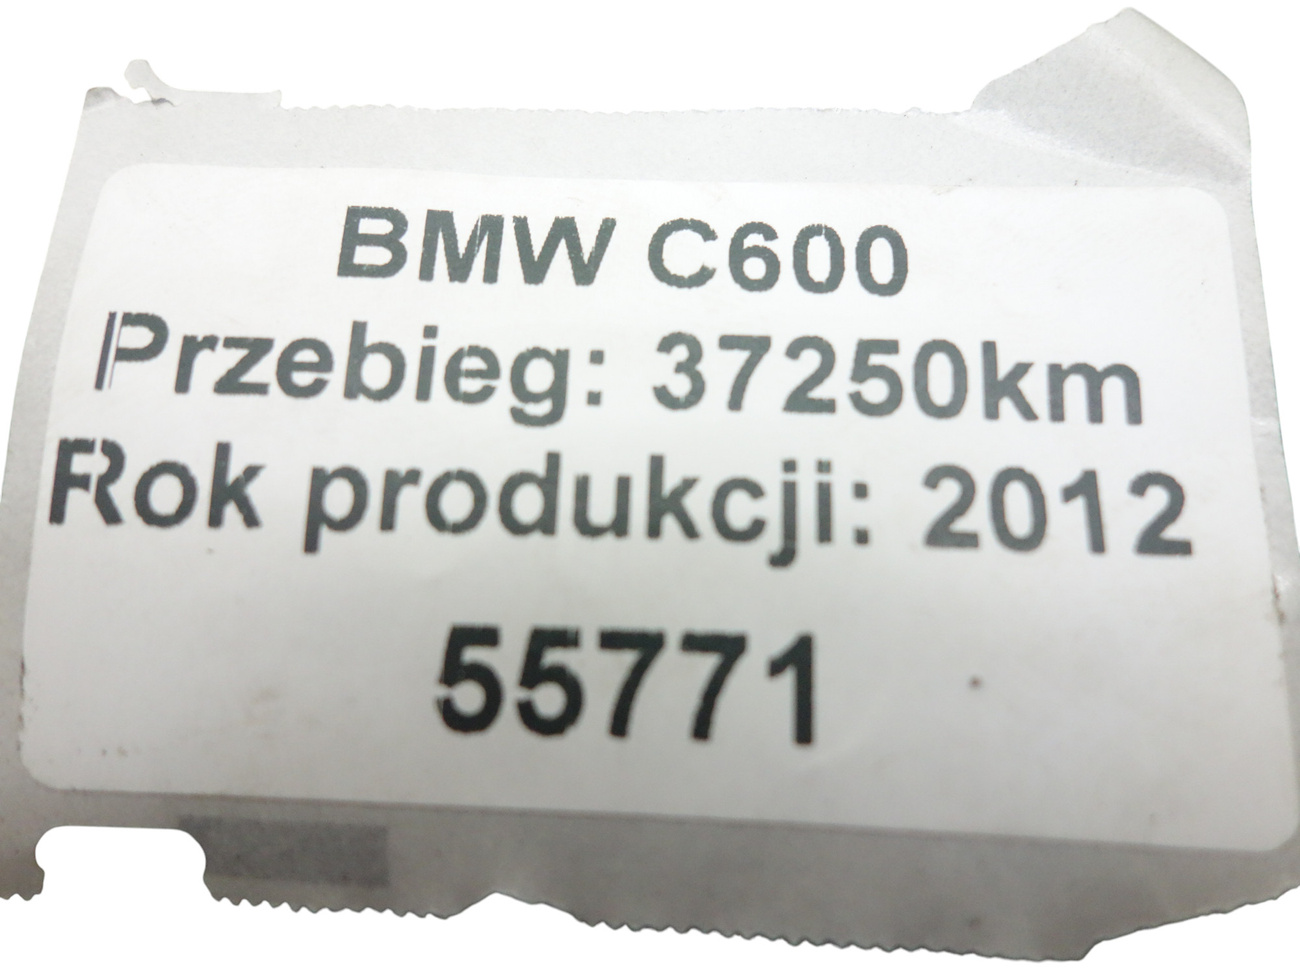 BMW C600
Przebieg: 37250km
Rok produkcji: 2012
55771